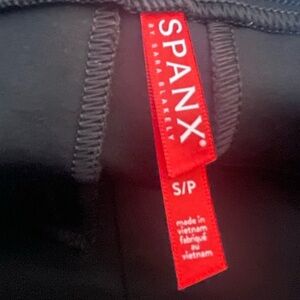 SPANX®
BY SARA BLAKELY
S/P
made in
vietnam
fabriqué
au
vietnam